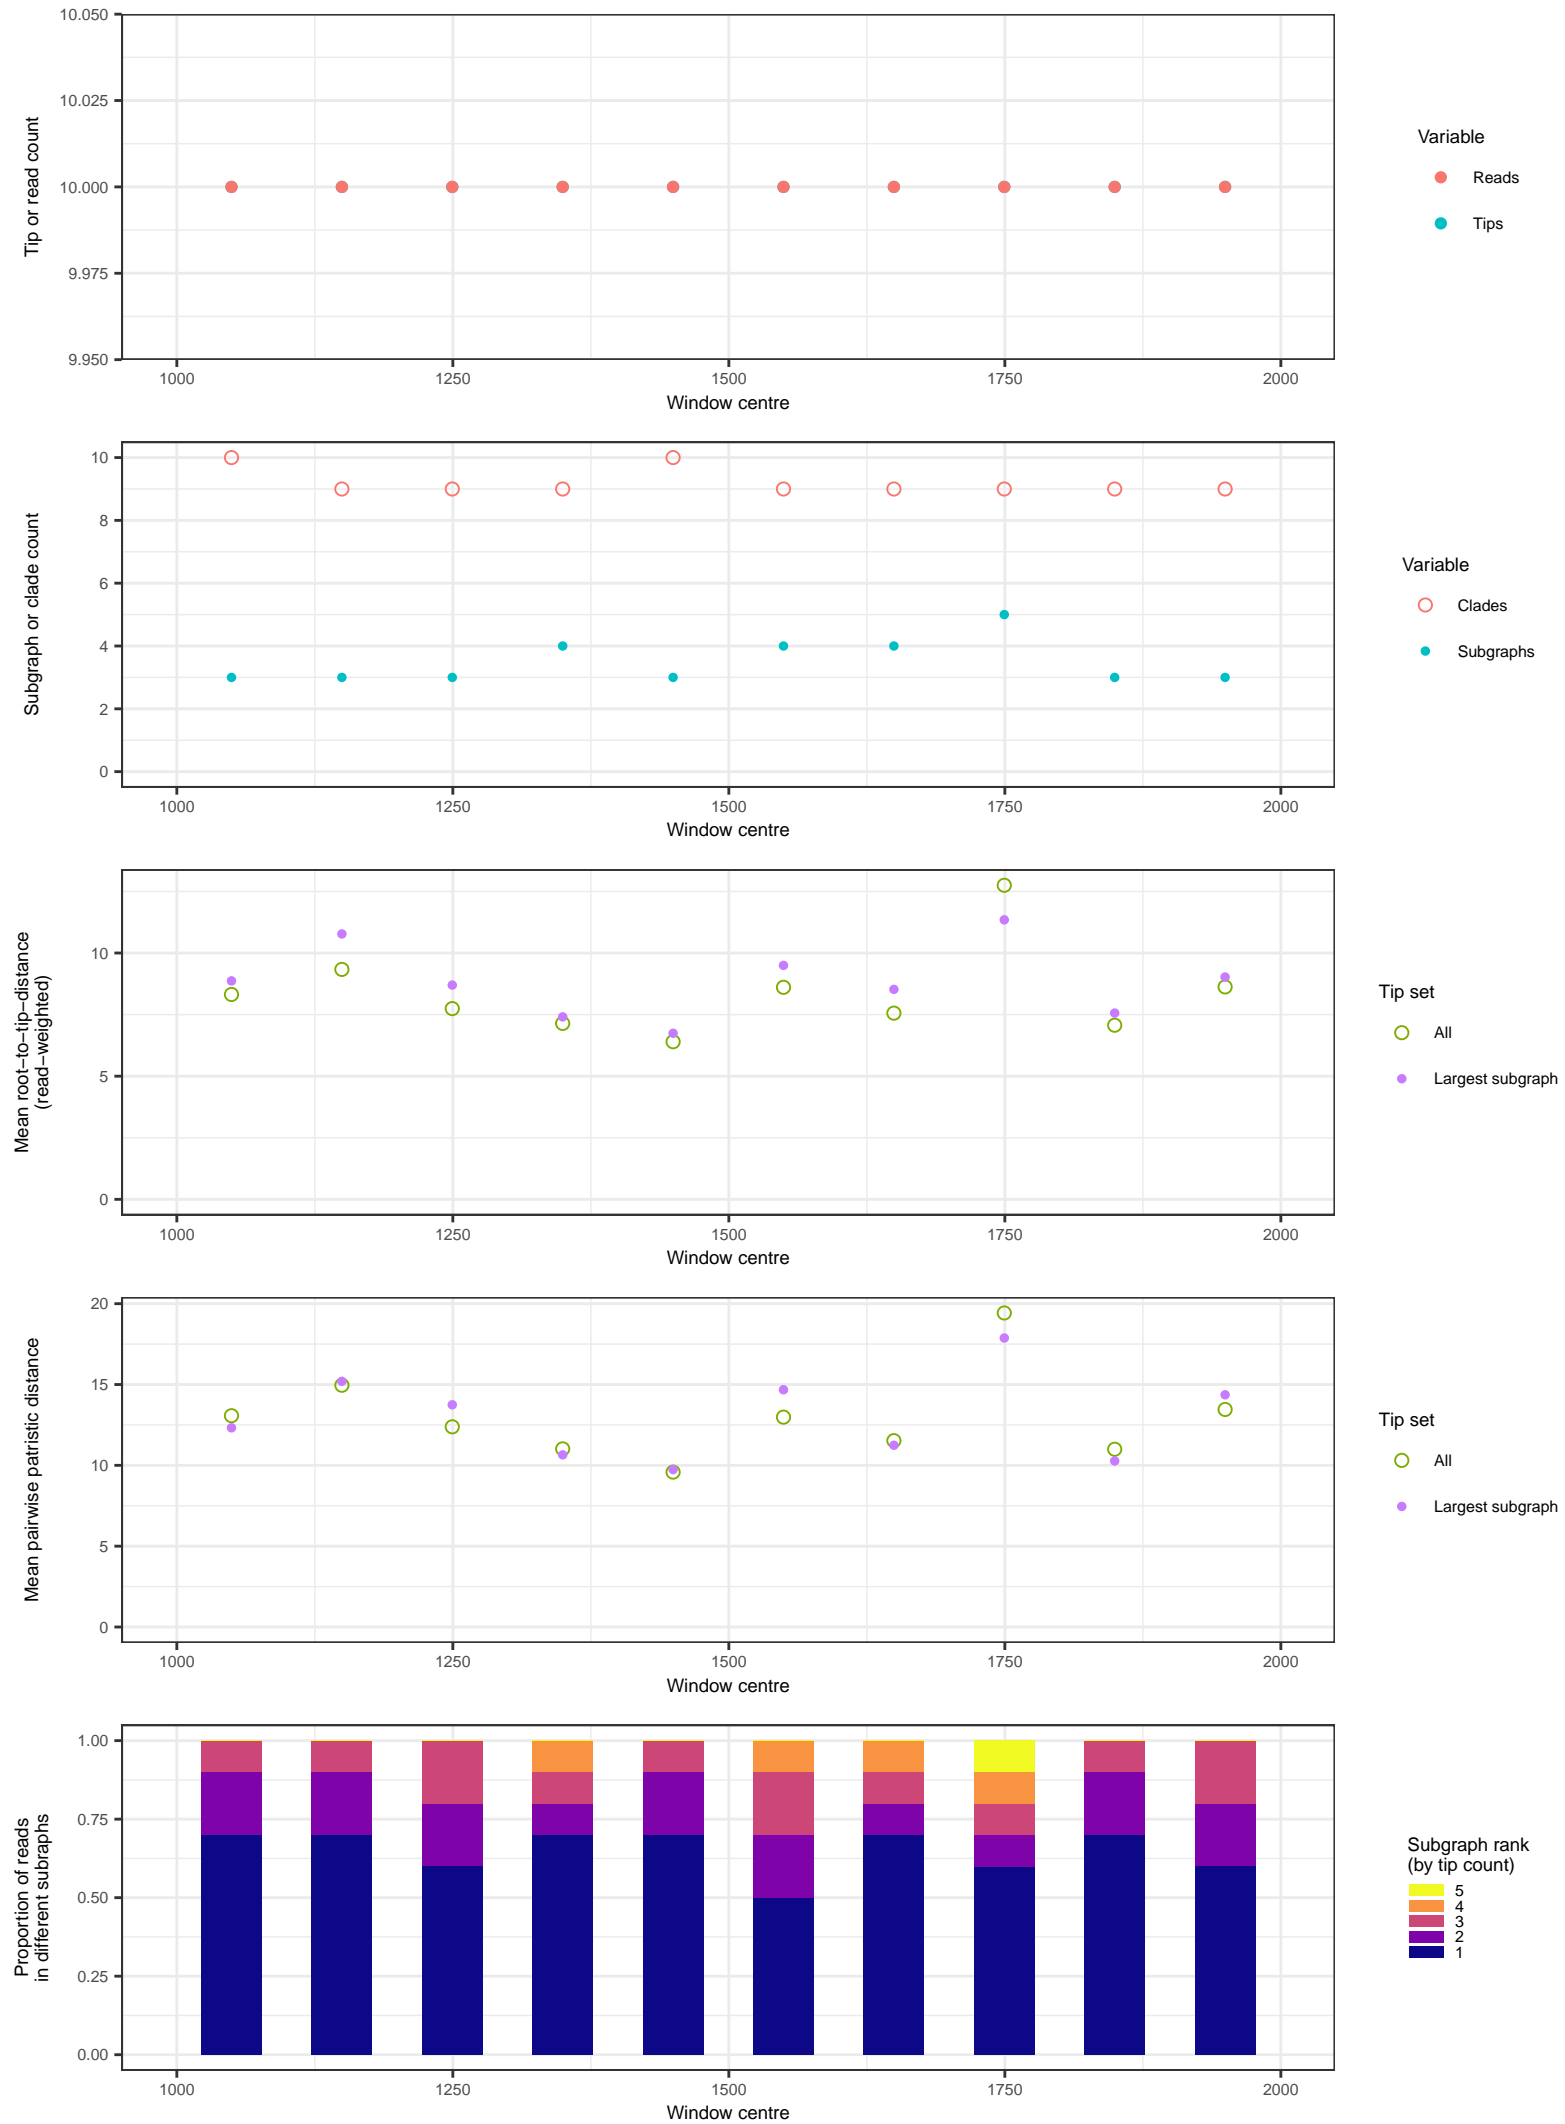 10.050
10.025
10.000
9.975
9.950
Tip or read count
1000 1250 1500 1750 2000
Window centre
Variable
Reads
Tips
10
8
6
4
2
0
Subgraph or clade count
1000 1250 1500 1750 2000
Window centre
Variable
Clades
Subgraphs
10
5
0
Mean root−to−tip−distance
(read−weighted)
1000 1250 1500 1750 2000
Window centre
Tip set
All
Largest subgraph
20
15
10
5
0
Mean pairwise patristic distance
1000 1250 1500 1750 2000
Window centre
Tip set
All
Largest subgraph
1.00
0.75
0.50
0.25
0.00
Proportion of reads
in different subraphs
1000 1250 1500 1750 2000
Window centre
Subgraph rank
(by tip count)
5
4
3
2
1